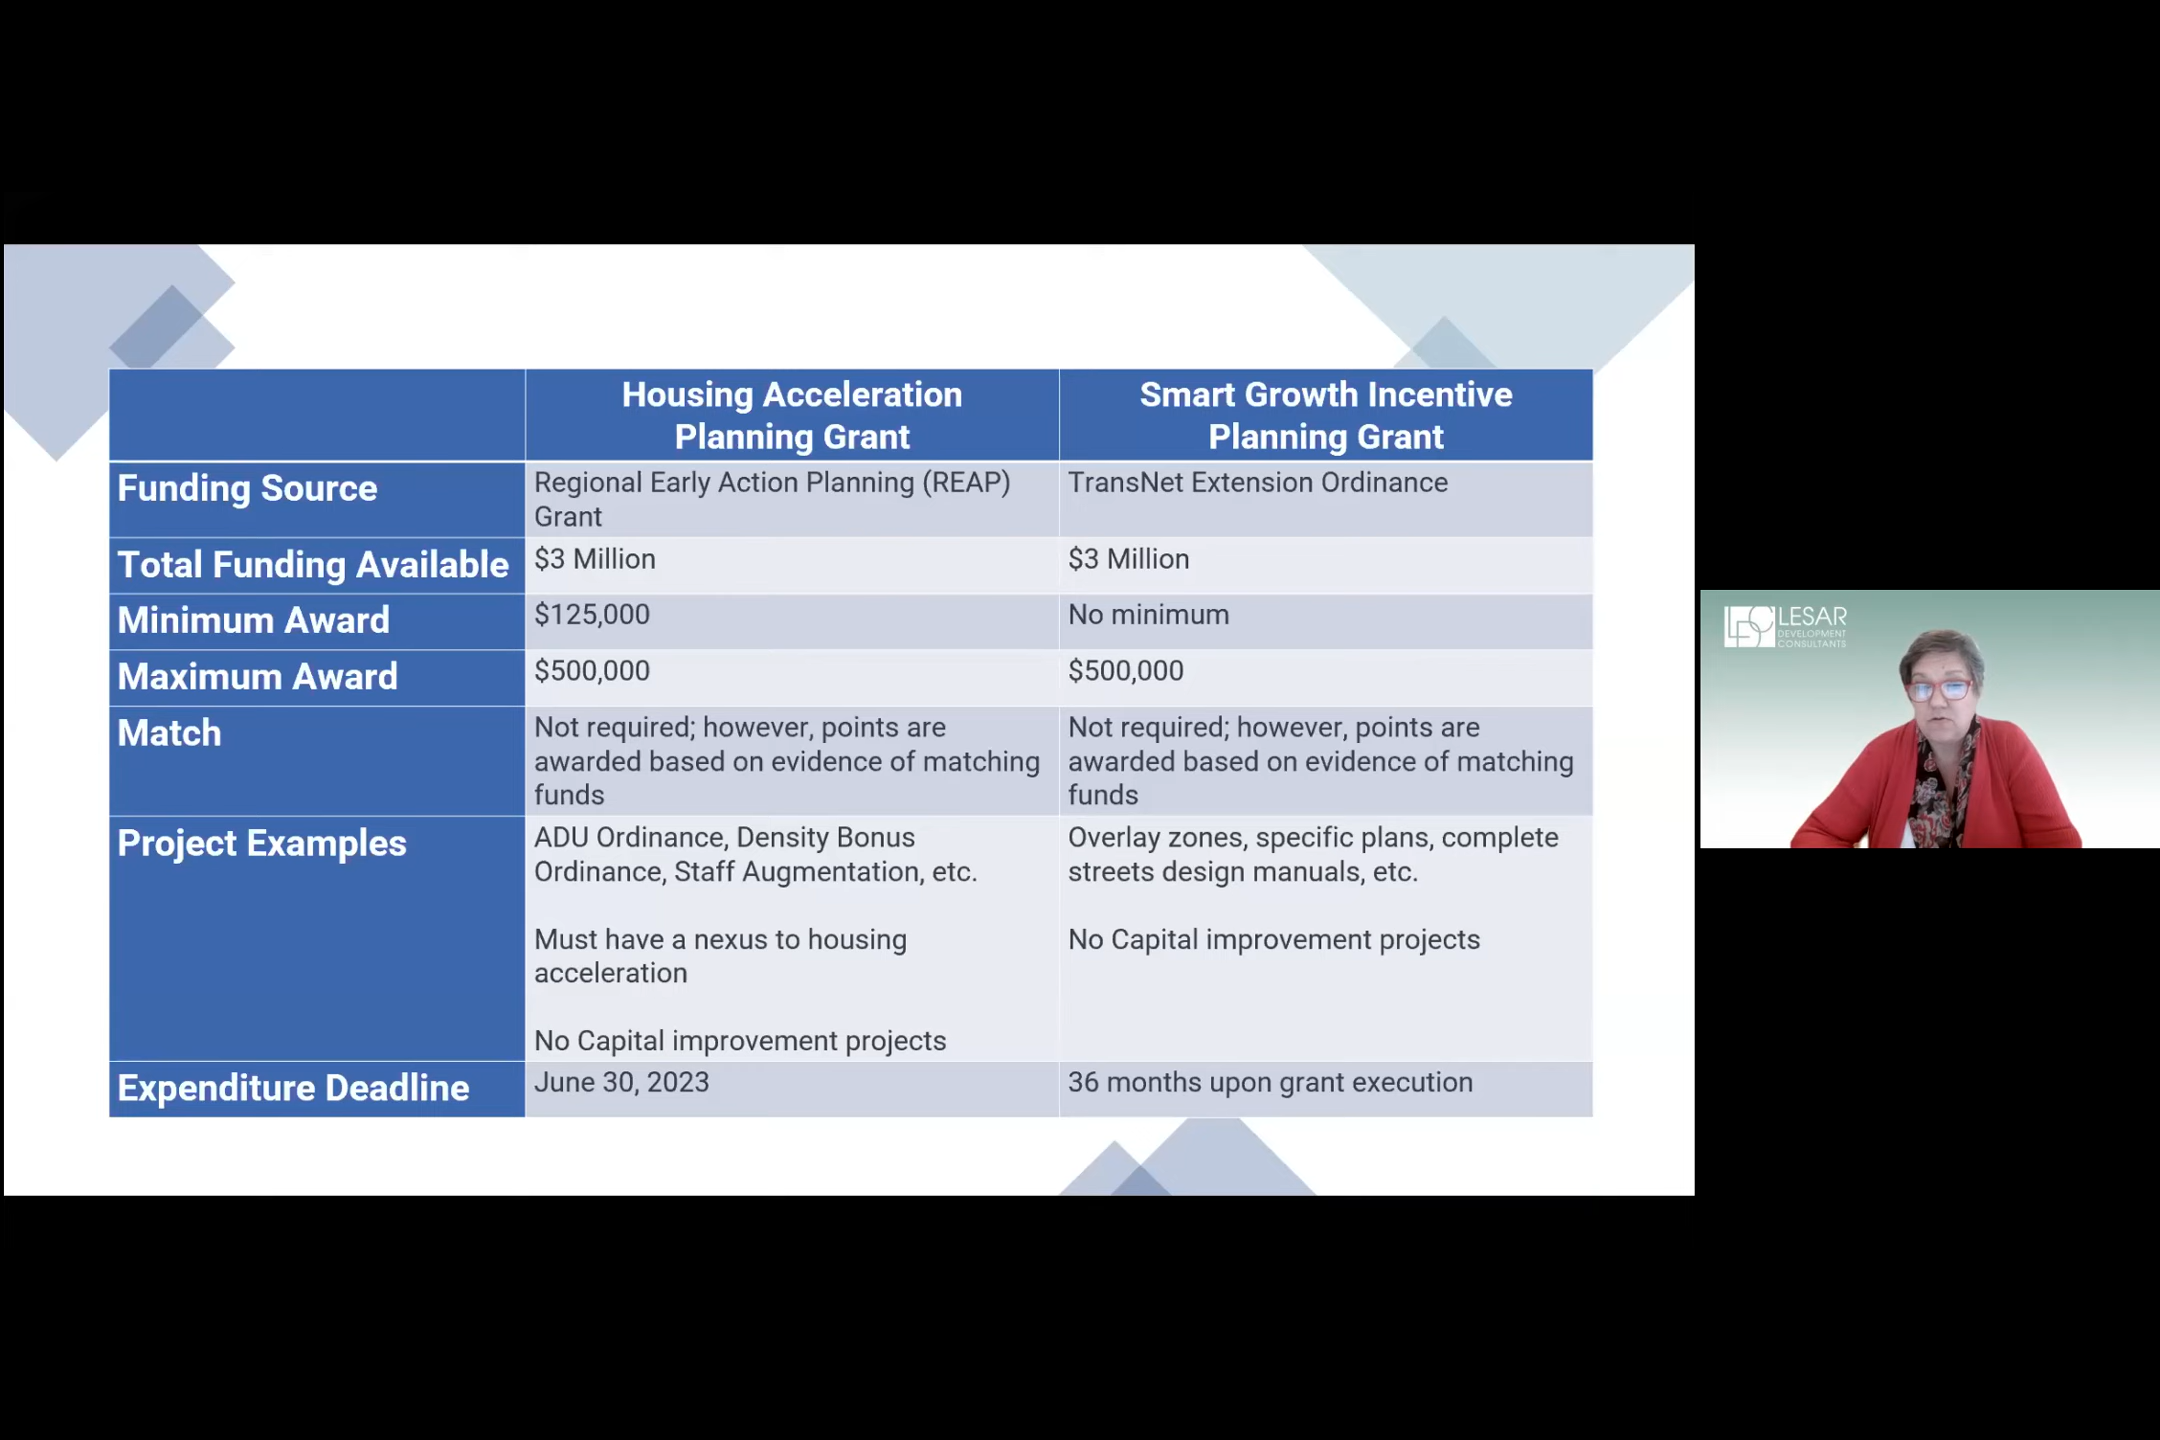 Housing Acceleration
Planning Grant
Smart Growth Incentive
Planning Grant
Funding Source
Regional Early Action Planning (REAP)
Grant
TransNet Extension Ordinance
Total Funding Available
$3 Million
$3 Million
Minimum Award
$125,000
No minimum
Maximum Award
$500,000
$500,000
Match
Not required; however, points are
awarded based on evidence of matching
funds
Not required; however, points are
awarded based on evidence of matching
funds
Project Examples
ADU Ordinance, Density Bonus
Ordinance, Staff Augmentation, etc.
Must have a nexus to housing
acceleration
No Capital improvement projects
Overlay zones, specific plans, complete
streets design manuals, etc.
No Capital improvement projects
Expenditure Deadline
June 30, 2023
36 months upon grant execution
LDC LESAR
DEVELOPMENT
CONSULTANTS